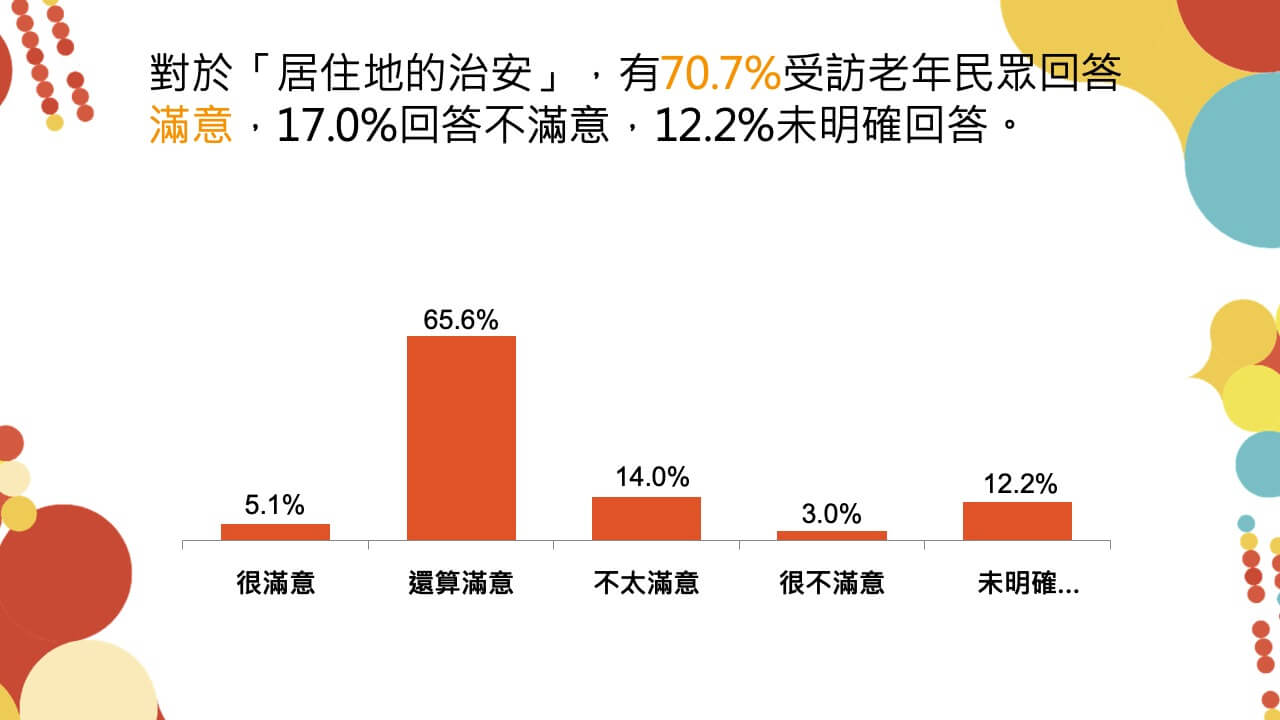 對於「居住地的治安」，有70.7%受訪老年民眾回答
滿意，17.0%回答不滿意，12.2%未明確回答。
65.6%
14.0%
12.2%
5.1%
3.0%
很滿意 還算滿意 不太滿意 很不滿意 未明確...